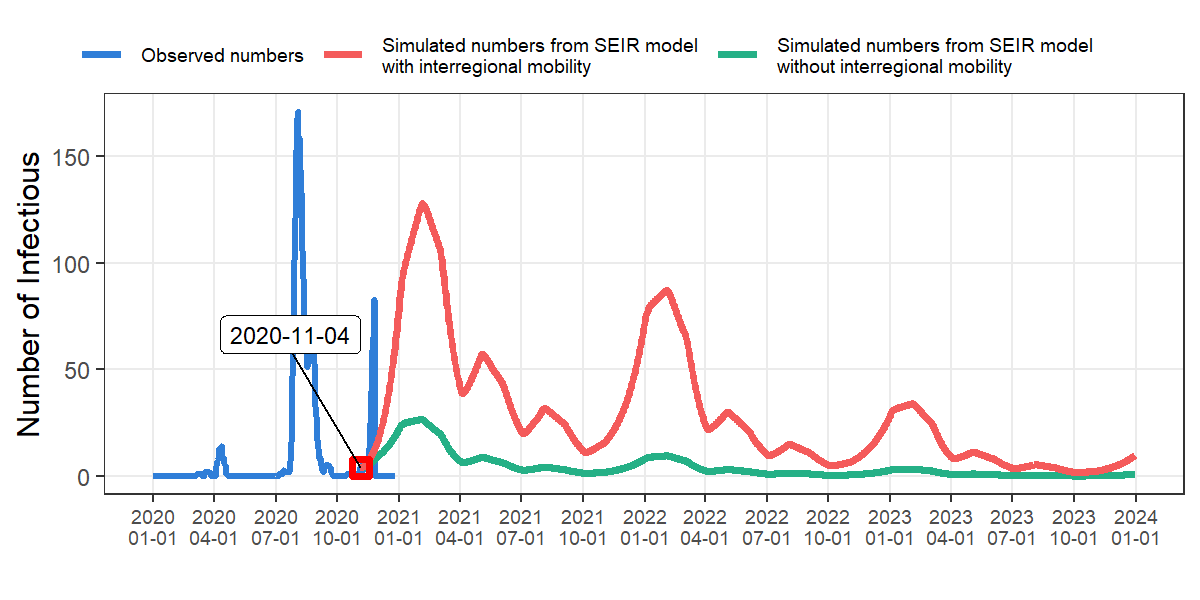 Observed numbers
Simulated numbers from SEIR model
with interregional mobility
Simulated numbers from SEIR model
without interregional mobility
Number of Infectious
150
100
50
0
2020-11-04
2020 2020 2020 2020 2021 2021 2021 2021 2022 2022 2022 2022 2023 2023 2023 2023 2024
01-01 04-01 07-01 10-01 01-01 04-01 07-01 10-01 01-01 04-01 07-01 10-01 01-01 04-01 07-01 10-01 01-01